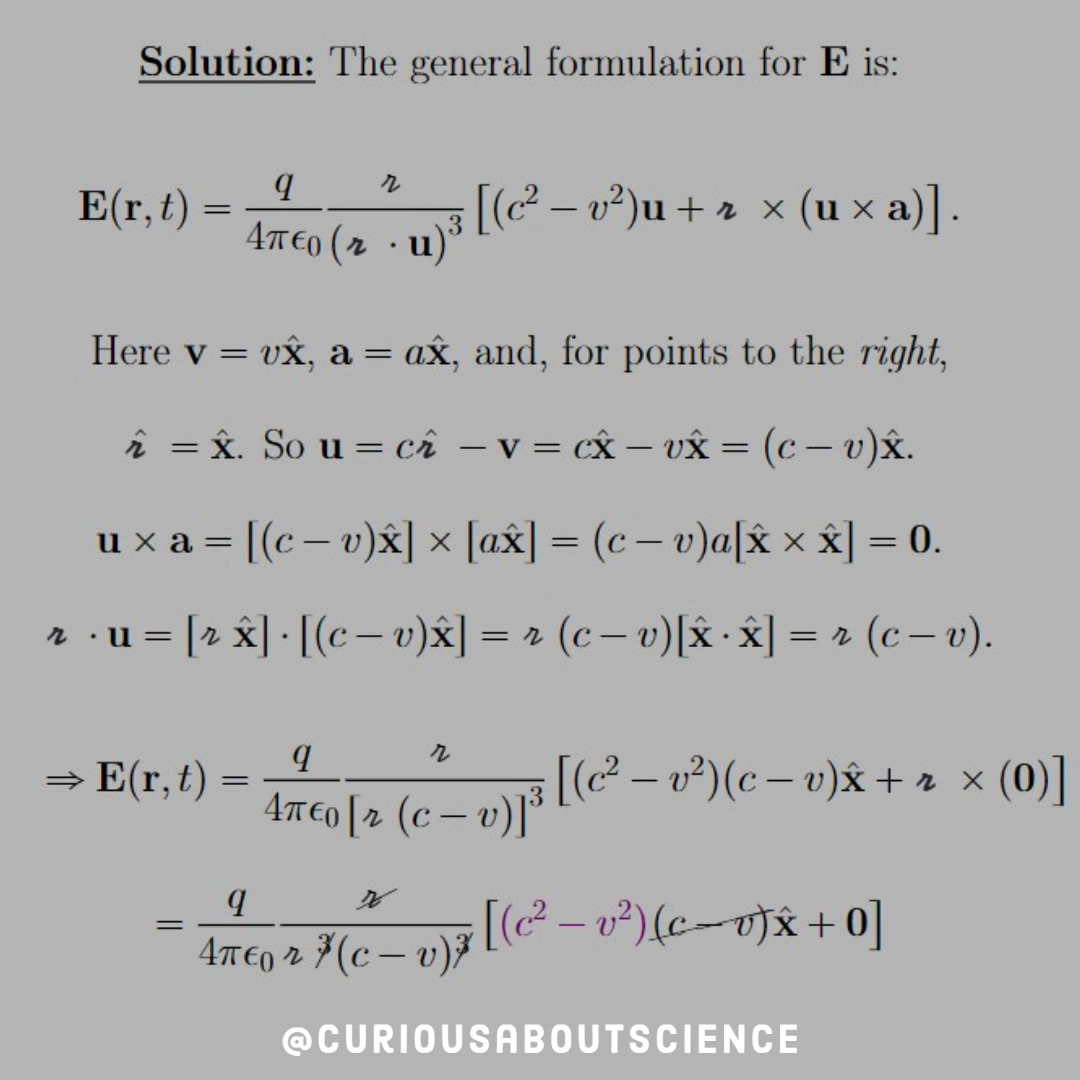 Solution: The general formulation for E is:
E(r, t) = q/4πϵ₀ 𝓇/(𝓇 · u)³ [(c² − v²)u + 𝓇 × (u × a)].
Here v = vx̂, a = ax̂, and, for points to the right,
𝓇̂ = x̂. So u = c𝓇̂ − v = cx̂ − vx̂ = (c − v)x̂.
u × a = [(c − v)x̂] × [ax̂] = (c − v)a[x̂ × x̂] = 0.
𝓇 · u = [𝓇 x̂] · [(c − v)x̂] = 𝓇 (c − v)[x̂ · x̂] = 𝓇 (c − v).
⇒ E(r, t) = q/4πϵ₀ 𝓇/[𝓇 (c − v)]³ [(c² − v²)(c − v)x̂ + 𝓇 × (0)]
= q/4πϵ₀ 𝓇/𝓇³(c − v)³ [(c² − v²)(c − v)x̂ + 0]
@CURIOUSABOUTSCIENCE